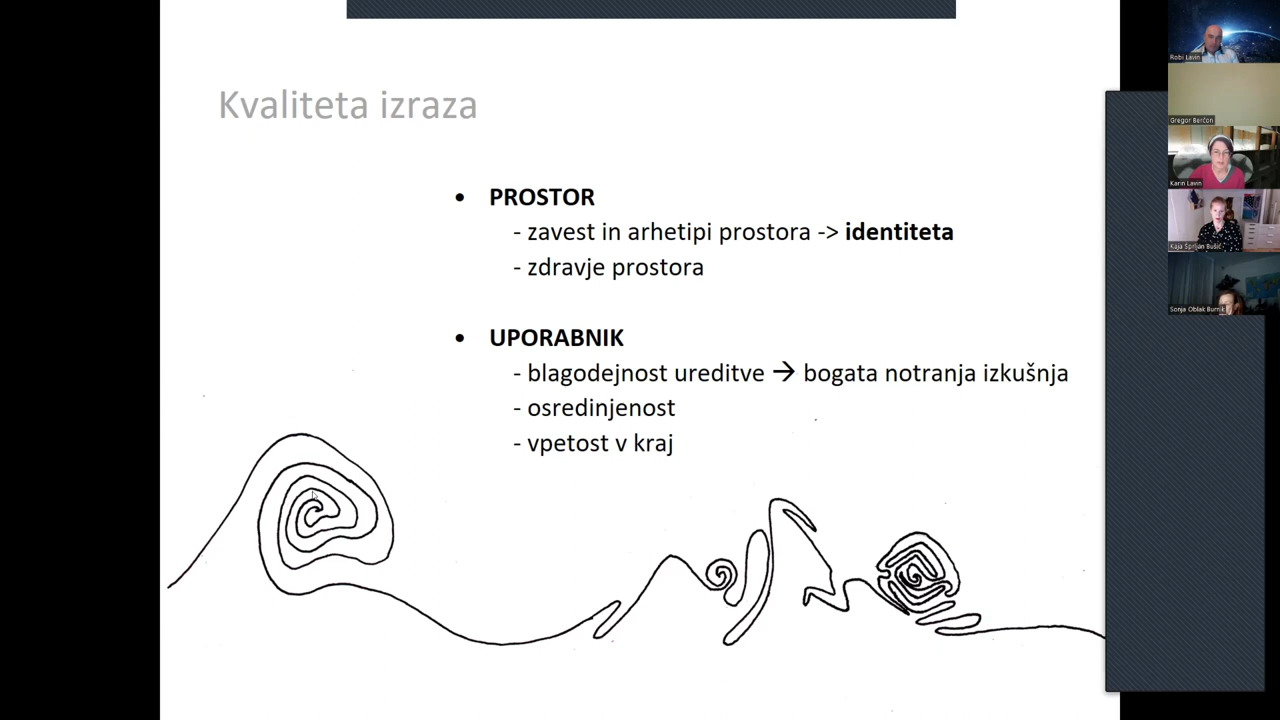 Kvaliteta izraza
• PROSTOR
- zavest in arhetipi prostora -> identiteta
- zdravje prostora
• UPORABNIK
- blagodejnost ureditve → bogata notranja izkušnja
- osredinjenost
- vpetost v kraj
Robi Lavin
Gregor Berčon
Karin Lavin
Kaja Šprljan Bušić
Sonja Oblak Burnik